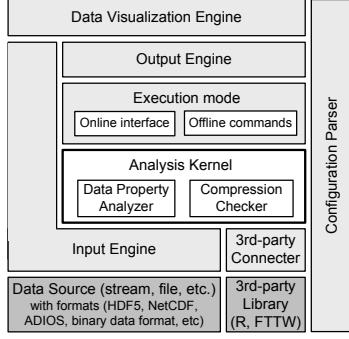 Data Visualization Engine
Output Engine
Execution mode
Online interface
Offline commands
Analysis Kernel
Data Property
Analyzer
Compression
Checker
Input Engine
3rd-party
Connecter
Data Source (stream, file, etc.)
with formats (HDF5, NetCDF,
ADIOS, binary data format, etc)
3rd-party
Library
(R, FTTW)
Configuration Parser